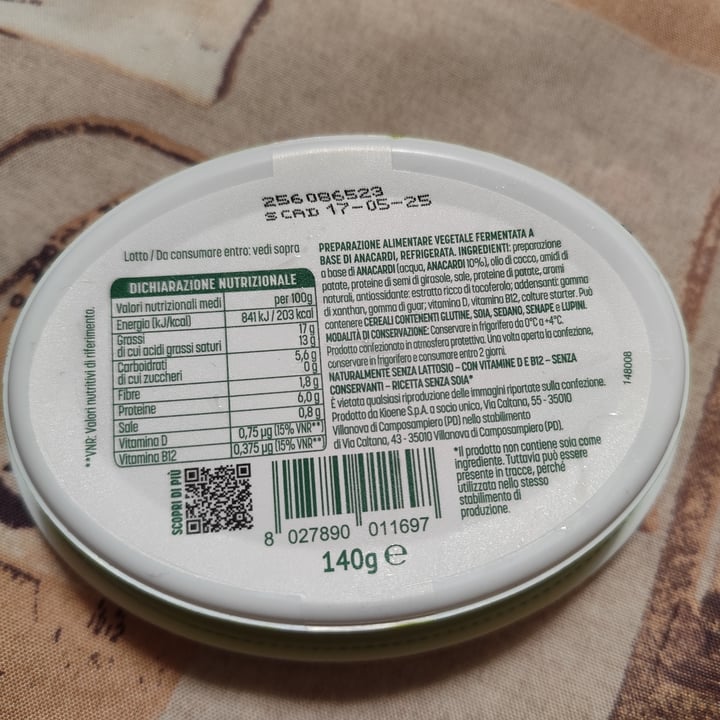 256086523
SCAD 17-05-25
Lotto / Da consumare entro: vedi sopra
DICHIARAZIONE NUTRIZIONALE
Valori nutrizionali medi per 100g
Energia (kJ/kcal) 841 kJ / 203 kcal
Grassi 17 g
di cui acidi grassi saturi 13 g
Carboidrati 5,6 g
di cui zuccheri 0 g
Fibre 1,8 g
Proteine 6,0 g
Sale 0,8 g
Vitamina D 0,75 µg (15% VNR**)
Vitamina B12 0,375 µg (15% VNR**)
**VNR: Valori nutritivi di riferimento.
PREPARAZIONE ALIMENTARE VEGETALE FERMENTATA A
BASE DI ANACARDI, REFRIGERATA. INGREDIENTI: preparazione
a base di ANACARDI (acqua, ANACARDI 10%), olio di cocco, amidi di
patate, proteine di semi di girasole, sale, proteine di patate, aromi
naturali, antiossidante: estratto ricco di tocoferolo; addensanti: gomma
di xanthan, gomma di guar; vitamina D, vitamina B12, colture starter. Può
contenere CEREALI CONTENENTI GLUTINE, SOIA, SEDANO, SENAPE e LUPINI.
MODALITÀ DI CONSERVAZIONE: Conservare in frigorifero da 0°C a +4°C.
Prodotto confezionato in atmosfera protettiva. Una volta aperta la confezione,
conservare in frigorifero e consumare entro 2 giorni.
NATURALMENTE SENZA LATTOSIO - CON VITAMINE D E B12 - SENZA
CONSERVANTI - RICETTA SENZA SOIA*
È vietata qualsiasi riproduzione delle immagini riportate sulla confezione.
Prodotto da Kioene S.p.A. a socio unico, Via Caltana, 55 - 35010
Villanova di Camposampiero (PD) nello stabilimento
di Via Caltana, 43 - 35010 Villanova di Camposampiero (PD).
148008
*Il prodotto non contiene soia come
ingrediente. Tuttavia può essere
presente in tracce, perché
utilizzata nello stesso
stabilimento di
produzione.
SCOPRI DI PIÙ
8 027890 011697
140g e